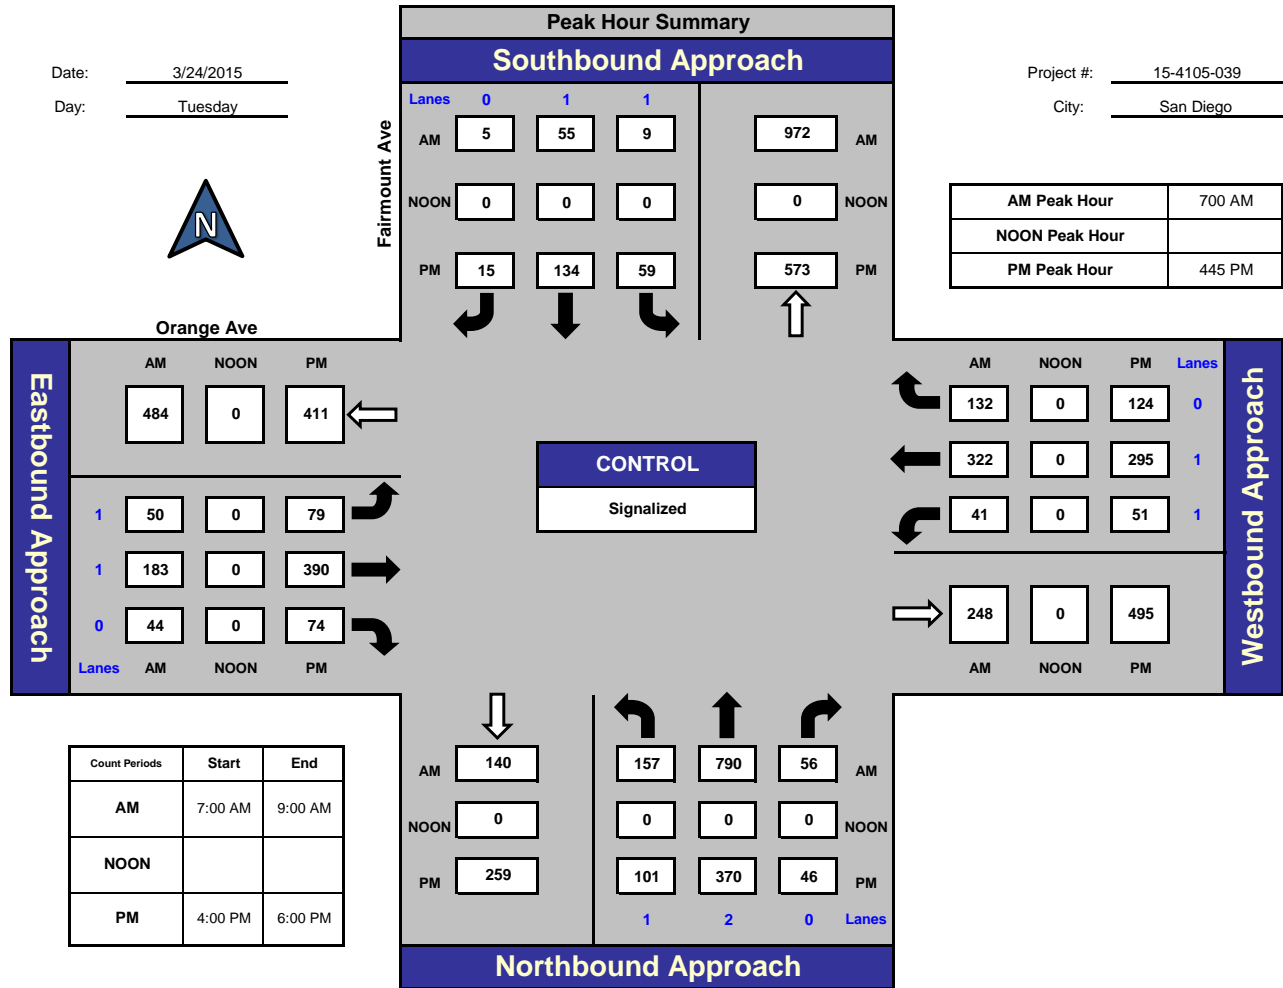 Peak Hour Summary
Southbound Approach
Date: 3/24/2015
Day: Tuesday
Project #: 15-4105-039
City: San Diego
N
Fairmount Ave
Lanes 0 1 1
AM 5 55 9 972 AM
NOON 0 0 0 0 NOON
PM 15 134 59 573 PM
AM Peak Hour 700 AM
NOON Peak Hour
PM Peak Hour 445 PM
Orange Ave
Eastbound Approach
AM NOON PM
484 0 411
1 50 0 79
1 183 0 390
0 44 0 74
Lanes AM NOON PM
CONTROL
Signalized
AM NOON PM Lanes
132 0 124 0
322 0 295 1
41 0 51 1
248 0 495
AM NOON PM
Westbound Approach
Count Periods Start End
AM 7:00 AM 9:00 AM
NOON
PM 4:00 PM 6:00 PM
AM 140 157 790 56 AM
NOON 0 0 0 0 NOON
PM 259 101 370 46 PM
1 2 0 Lanes
Northbound Approach